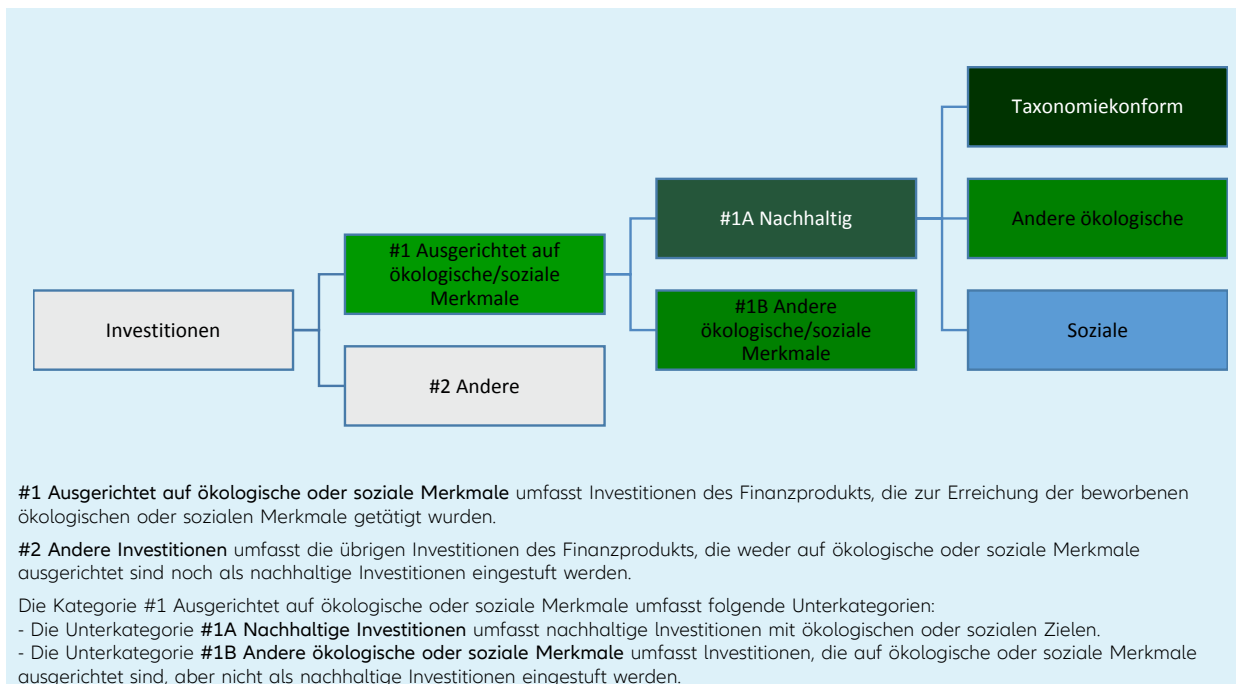 Taxonomiekonform
#1A Nachhaltig
Andere ökologische
#1 Ausgerichtet auf
ökologische/soziale
Merkmale
#1B Andere
ökologische/soziale
Merkmale
Investitionen
Soziale
#2 Andere
#1 Ausgerichtet auf ökologische oder soziale Merkmale umfasst Investitionen des Finanzprodukts, die zur Erreichung der beworbenen
ökologischen oder sozialen Merkmale getätigt wurden.
#2 Andere Investitionen umfasst die übrigen Investitionen des Finanzprodukts, die weder auf ökologische oder soziale Merkmale
ausgerichtet sind noch als nachhaltige Investitionen eingestuft werden.
Die Kategorie #1 Ausgerichtet auf ökologische oder soziale Merkmale umfasst folgende Unterkategorien:
- Die Unterkategorie #1A Nachhaltige Investitionen umfasst nachhaltige Investitionen mit ökologischen oder sozialen Zielen.
- Die Unterkategorie #1B Andere ökologische oder soziale Merkmale umfasst Investitionen, die auf ökologische oder soziale Merkmale
ausgerichtet sind, aber nicht als nachhaltige Investitionen eingestuft werden.